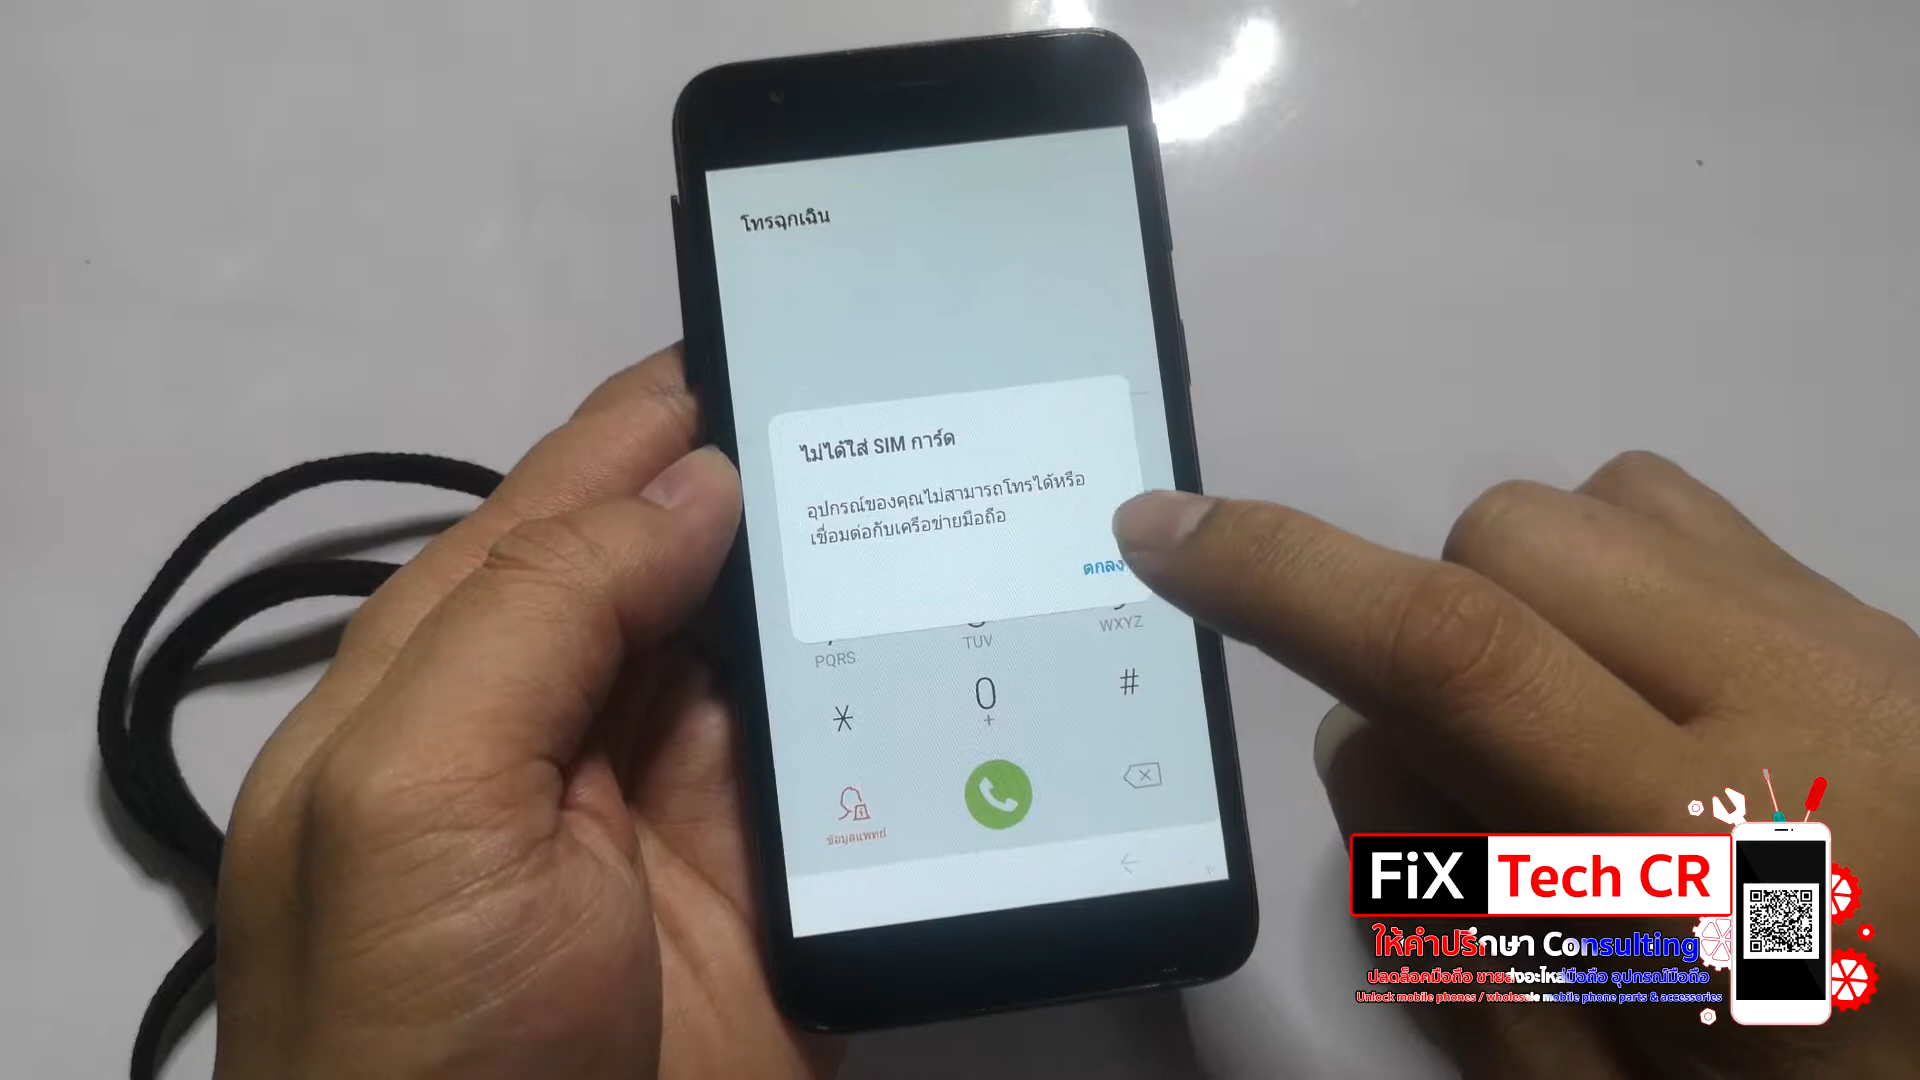 โทรฉุกเฉิน
ไม่ได้ใส่ SIM การ์ด
อุปกรณ์ของคุณไม่สามารถโทรได้หรือ
เชื่อมต่อกับเครือข่ายมือถือ
ตกลง
PQRS
TUV
WXYZ
*
0
#
+
ข้อมูลแพทย์
FiX Tech CR
ให้คำปรึกษา Consulting
ปลดล็อคมือถือ ขายส่งอะไหล่มือถือ อุปกรณ์มือถือ
Unlock mobile phones / wholesale mobile phone parts & accessories